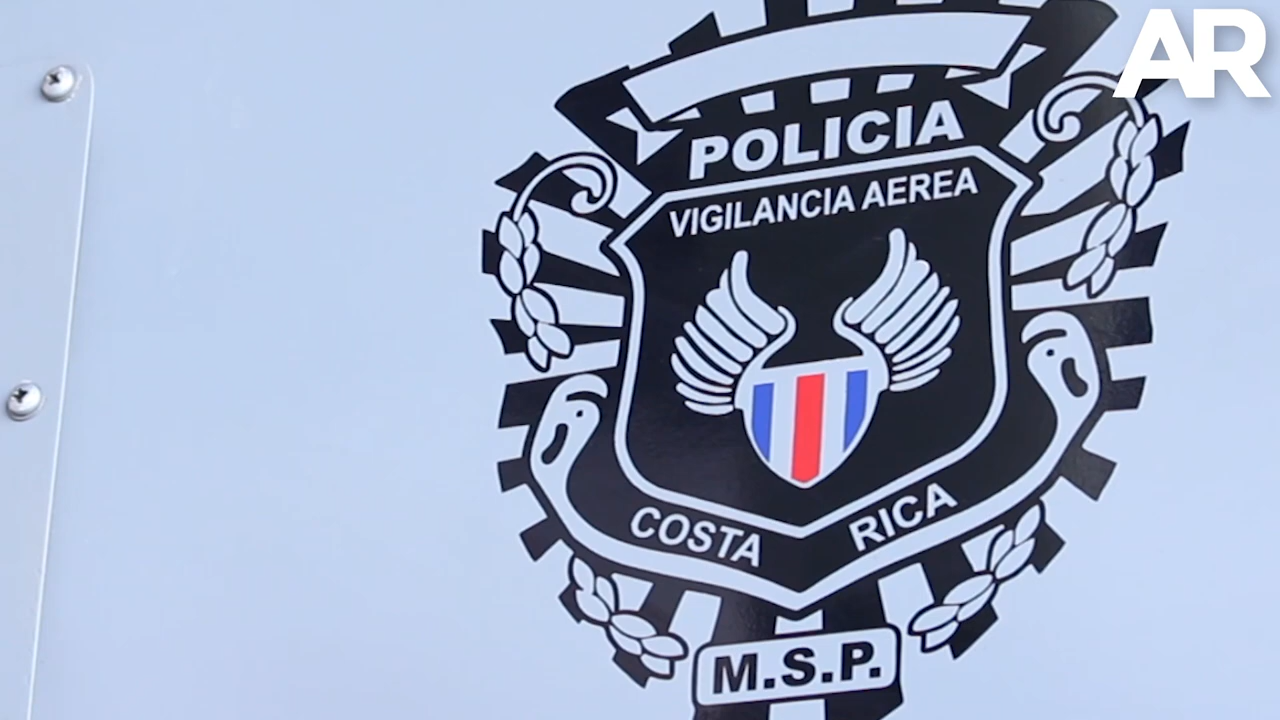 AR
POLICIA
VIGILANCIA AEREA
COSTA RICA
M.S.P.